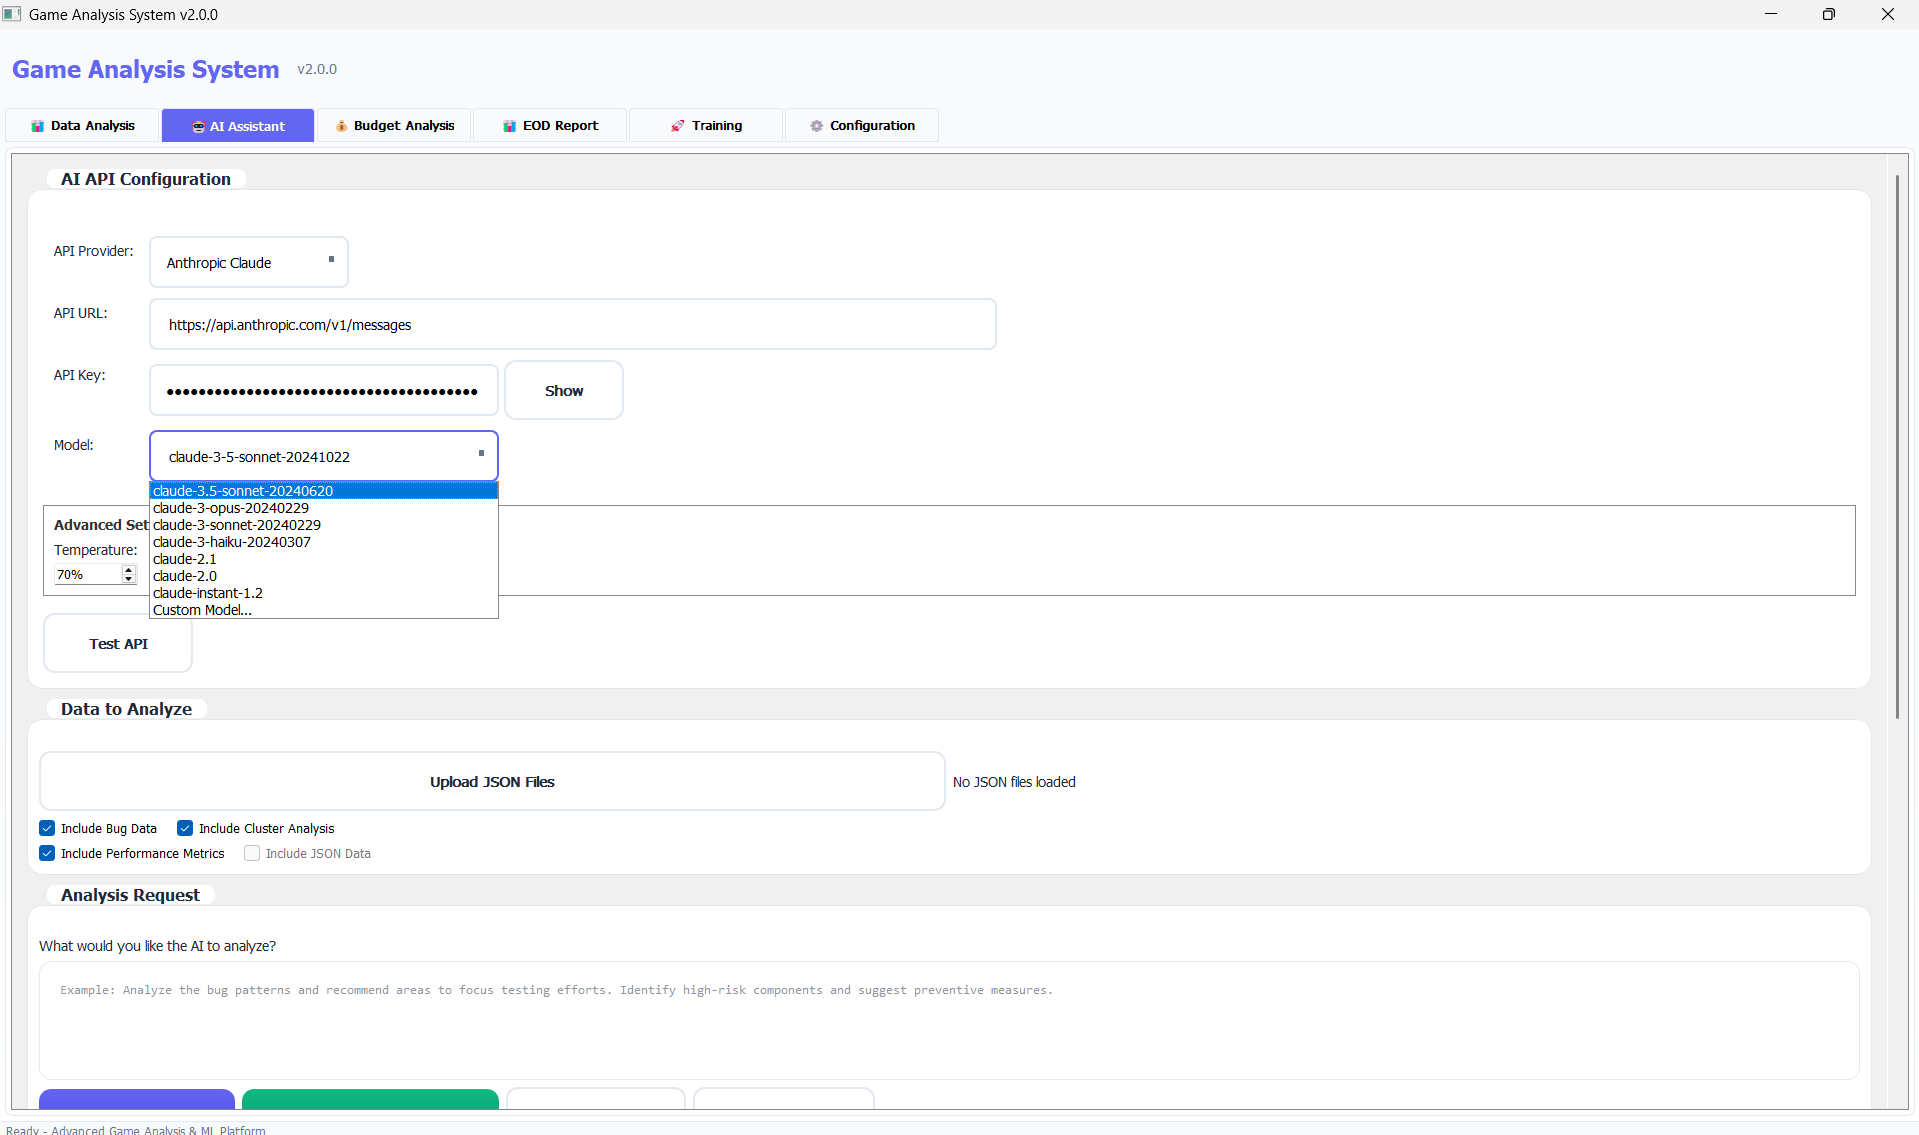 Game Analysis System v2.0.0
Game Analysis System v2.0.0
Data Analysis
AI Assistant
Budget Analysis
EOD Report
Training
Configuration
AI API Configuration
API Provider:
Anthropic Claude
API URL:
https://api.anthropic.com/v1/messages
API Key:
●●●●●●●●●●●●●●●●●●●●●●●●●●●●●●●●●●●●●●●
Show
Model:
claude-3-5-sonnet-20241022
claude-3.5-sonnet-20240620
claude-3-opus-20240229
claude-3-sonnet-20240229
claude-3-haiku-20240307
claude-2.1
claude-2.0
claude-instant-1.2
Custom Model...
Advanced Set
Temperature:
70%
Test API
Data to Analyze
Upload JSON Files
No JSON files loaded
Include Bug Data
Include Cluster Analysis
Include Performance Metrics
Include JSON Data
Analysis Request
What would you like the AI to analyze?
Example: Analyze the bug patterns and recommend areas to focus testing efforts. Identify high-risk components and suggest preventive measures.
Ready - Advanced Game Analysis & ML Platform